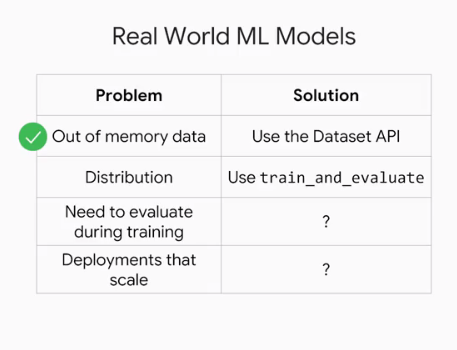 Real World ML Models
Problem
Solution
Out of memory data
Use the Dataset API
Distribution
Use train_and_evaluate
Need to evaluate
during training
?
Deployments that
scale
?